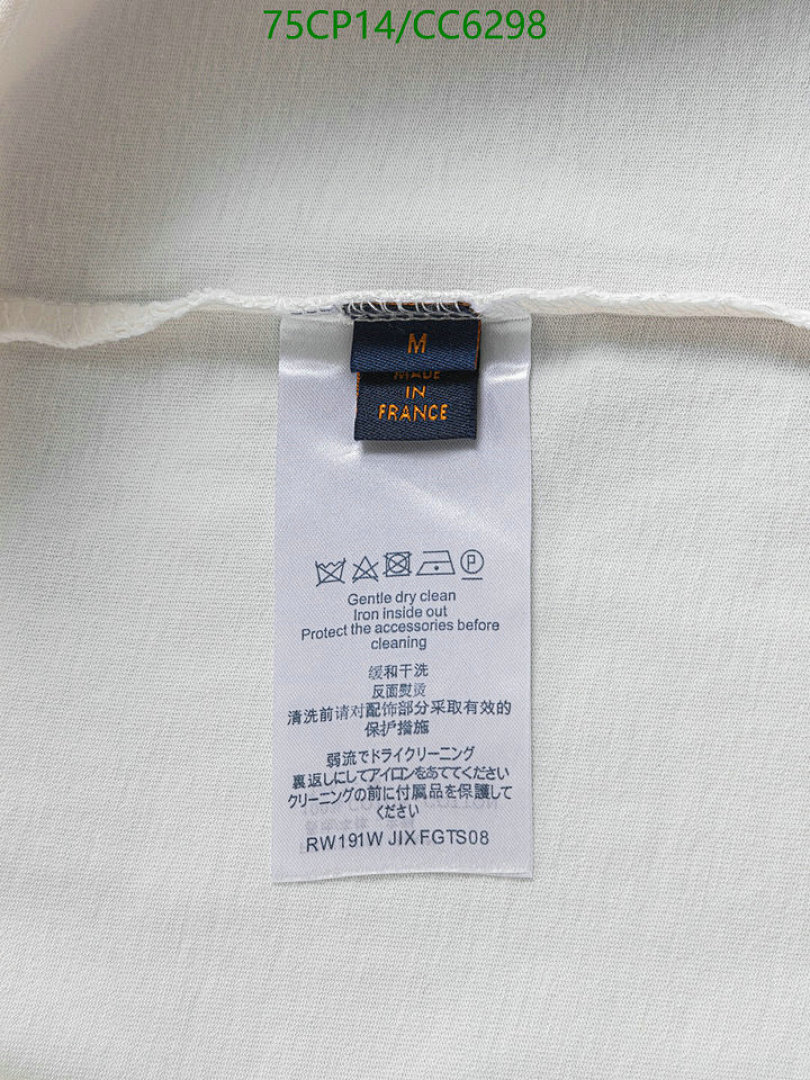 75CP14/CC6298
M
MADE
IN
FRANCE
P
Gentle dry clean
Iron inside out
Protect the accessories before
cleaning
缓和干洗
反面熨烫
清洗前请对配饰部分采取有效的
保护措施
弱流でドライクリーニング
裏返しにしてアイロンをあててください
クリーニングの前に付属品を保護して
ください
RW191W JIXFGTS08